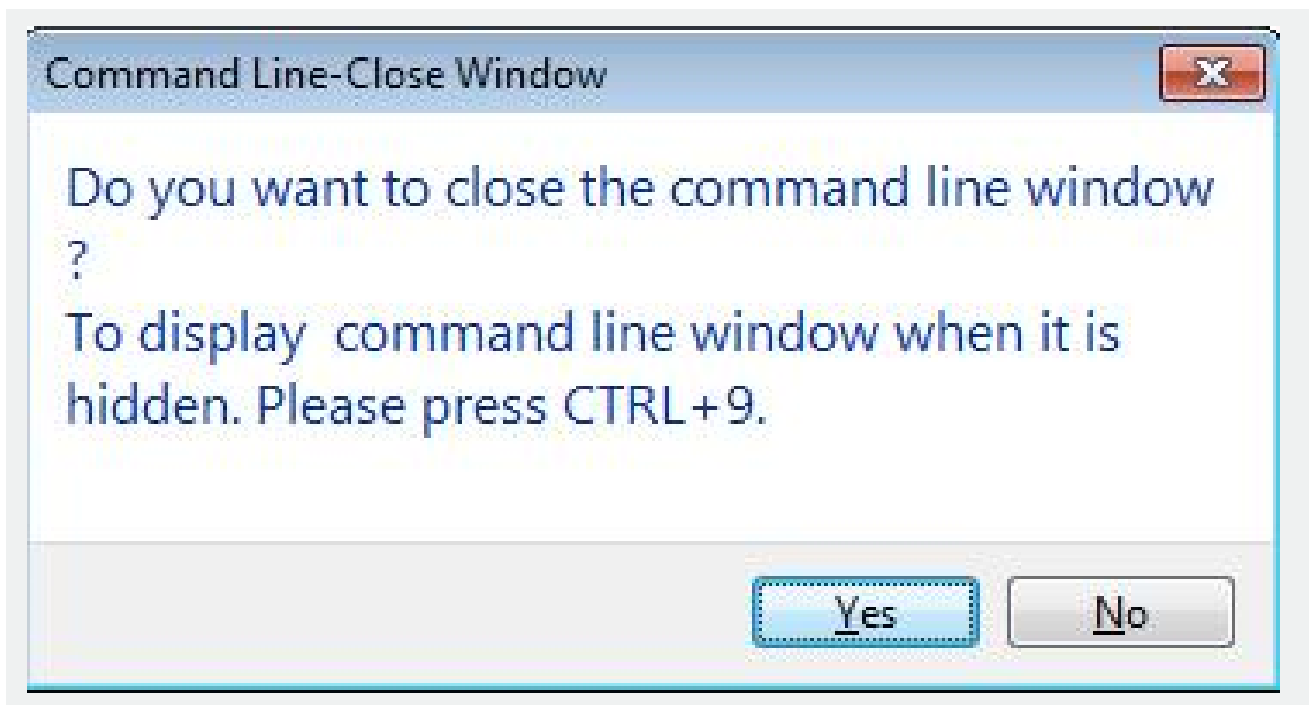 Command Line-Close Window
Do you want to close the command line window
?
To display  command line window when it is
hidden. Please press CTRL+9.
Yes
No